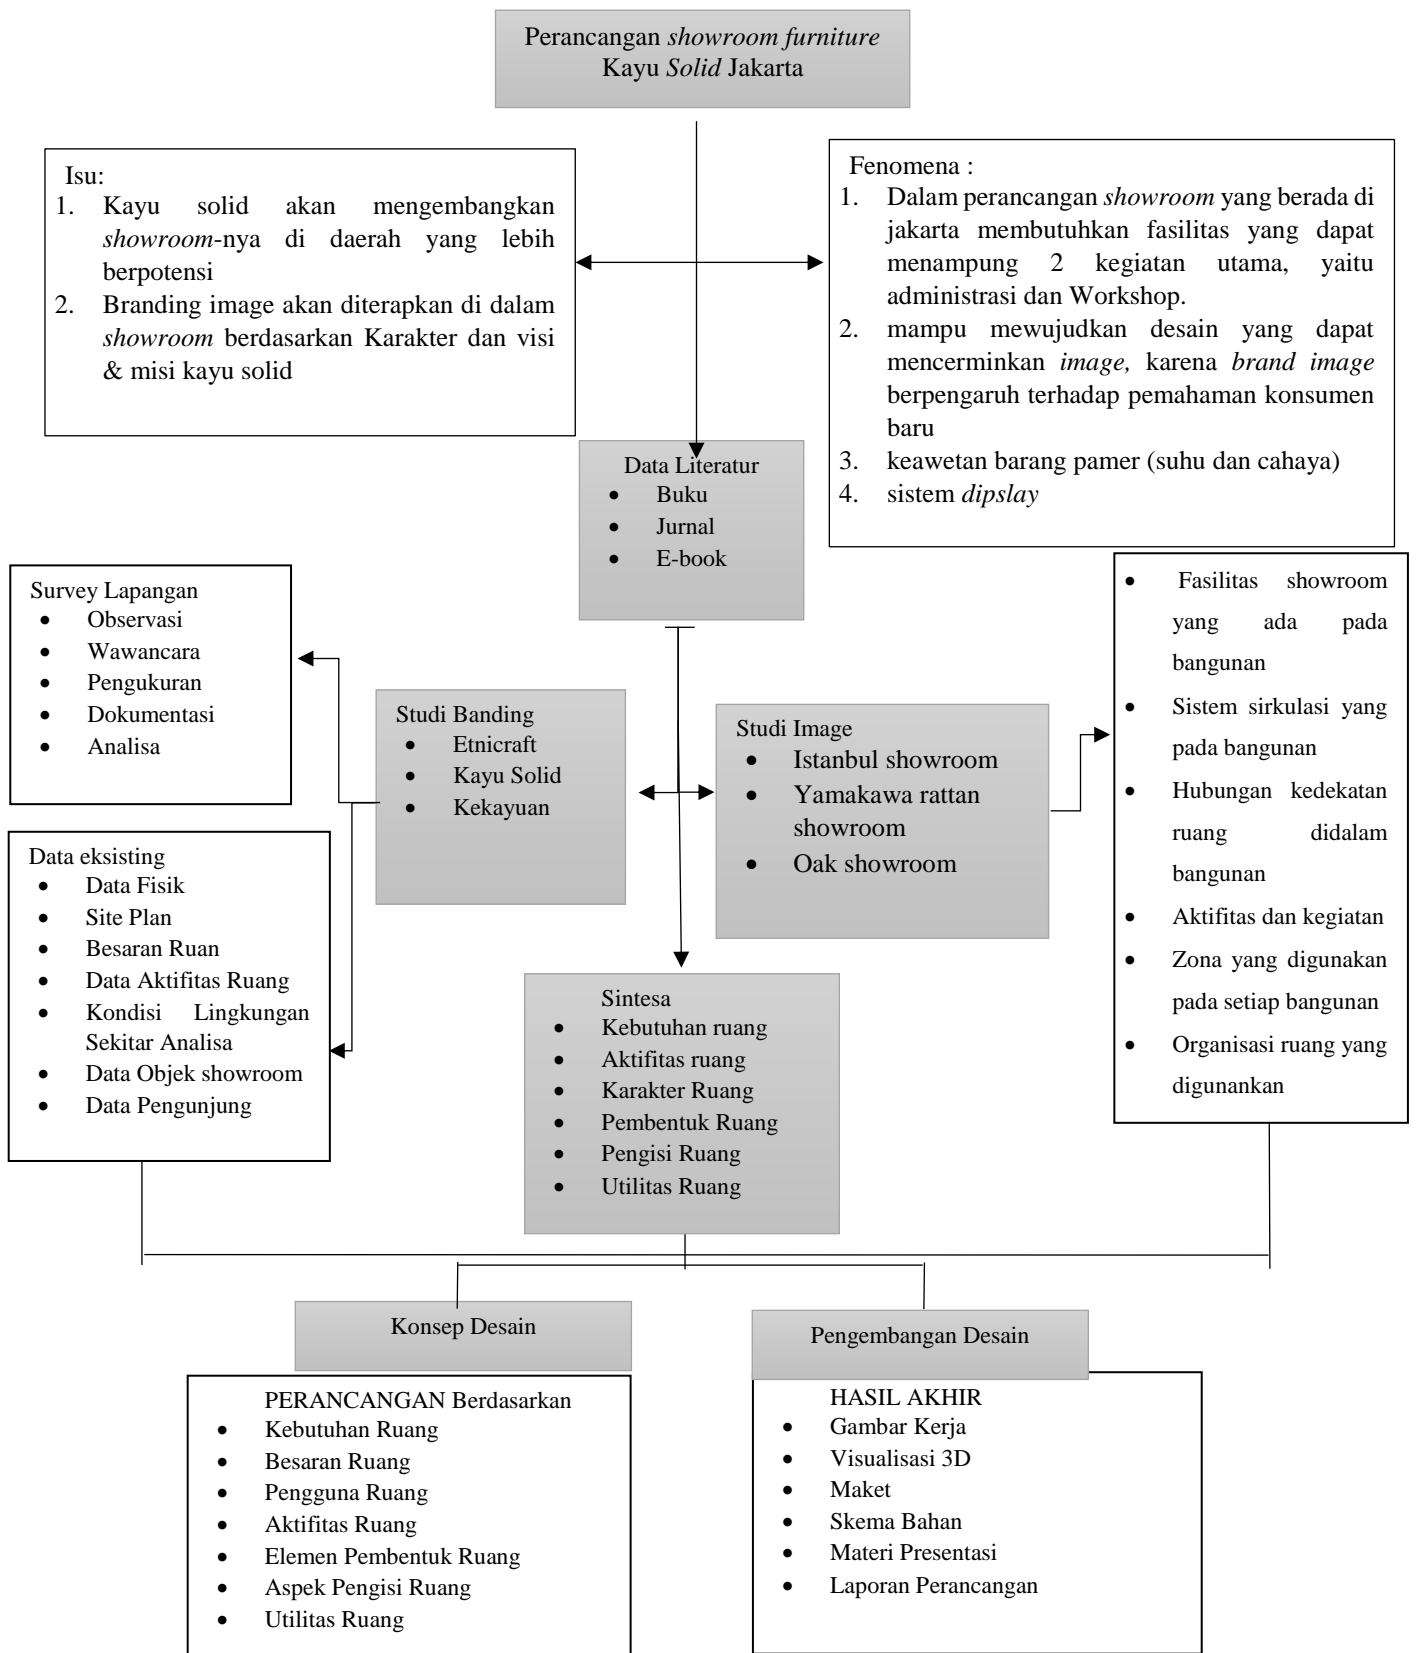 Perancangan showroom furniture
Kayu Solid Jakarta
Isu:
1. Kayu solid akan mengembangkan
showroom-nya di daerah yang lebih
berpotensi
2. Branding image akan diterapkan di dalam
showroom berdasarkan Karakter dan visi
& misi kayu solid
Fenomena :
1. Dalam perancangan showroom yang berada di
jakarta membutuhkan fasilitas yang dapat
menampung 2 kegiatan utama, yaitu
administrasi dan Workshop.
2. mampu mewujudkan desain yang dapat
mencerminkan image, karena brand image
berpengaruh terhadap pemahaman konsumen
baru
3. keawetan barang pamer (suhu dan cahaya)
4. sistem dipslay
Data Literatur
• Buku
• Jurnal
• E-book
Survey Lapangan
• Observasi
• Wawancara
• Pengukuran
• Dokumentasi
• Analisa
Studi Banding
• Etnicraft
• Kayu Solid
• Kekayuan
Studi Image
• Istanbul showroom
• Yamakawa rattan
showroom
• Oak showroom
• Fasilitas showroom
yang ada pada
bangunan
• Sistem sirkulasi yang
pada bangunan
• Hubungan kedekatan
ruang didalam
bangunan
• Aktifitas dan kegiatan
• Zona yang digunakan
pada setiap bangunan
• Organisasi ruang yang
digunankan
Data eksisting
• Data Fisik
• Site Plan
• Besaran Ruan
• Data Aktifitas Ruang
• Kondisi Lingkungan
Sekitar Analisa
• Data Objek showroom
• Data Pengunjung
Sintesa
• Kebutuhan ruang
• Aktifitas ruang
• Karakter Ruang
• Pembentuk Ruang
• Pengisi Ruang
• Utilitas Ruang
Konsep Desain
PERANCANGAN Berdasarkan
• Kebutuhan Ruang
• Besaran Ruang
• Pengguna Ruang
• Aktifitas Ruang
• Elemen Pembentuk Ruang
• Aspek Pengisi Ruang
• Utilitas Ruang
Pengembangan Desain
HASIL AKHIR
• Gambar Kerja
• Visualisasi 3D
• Maket
• Skema Bahan
• Materi Presentasi
• Laporan Perancangan